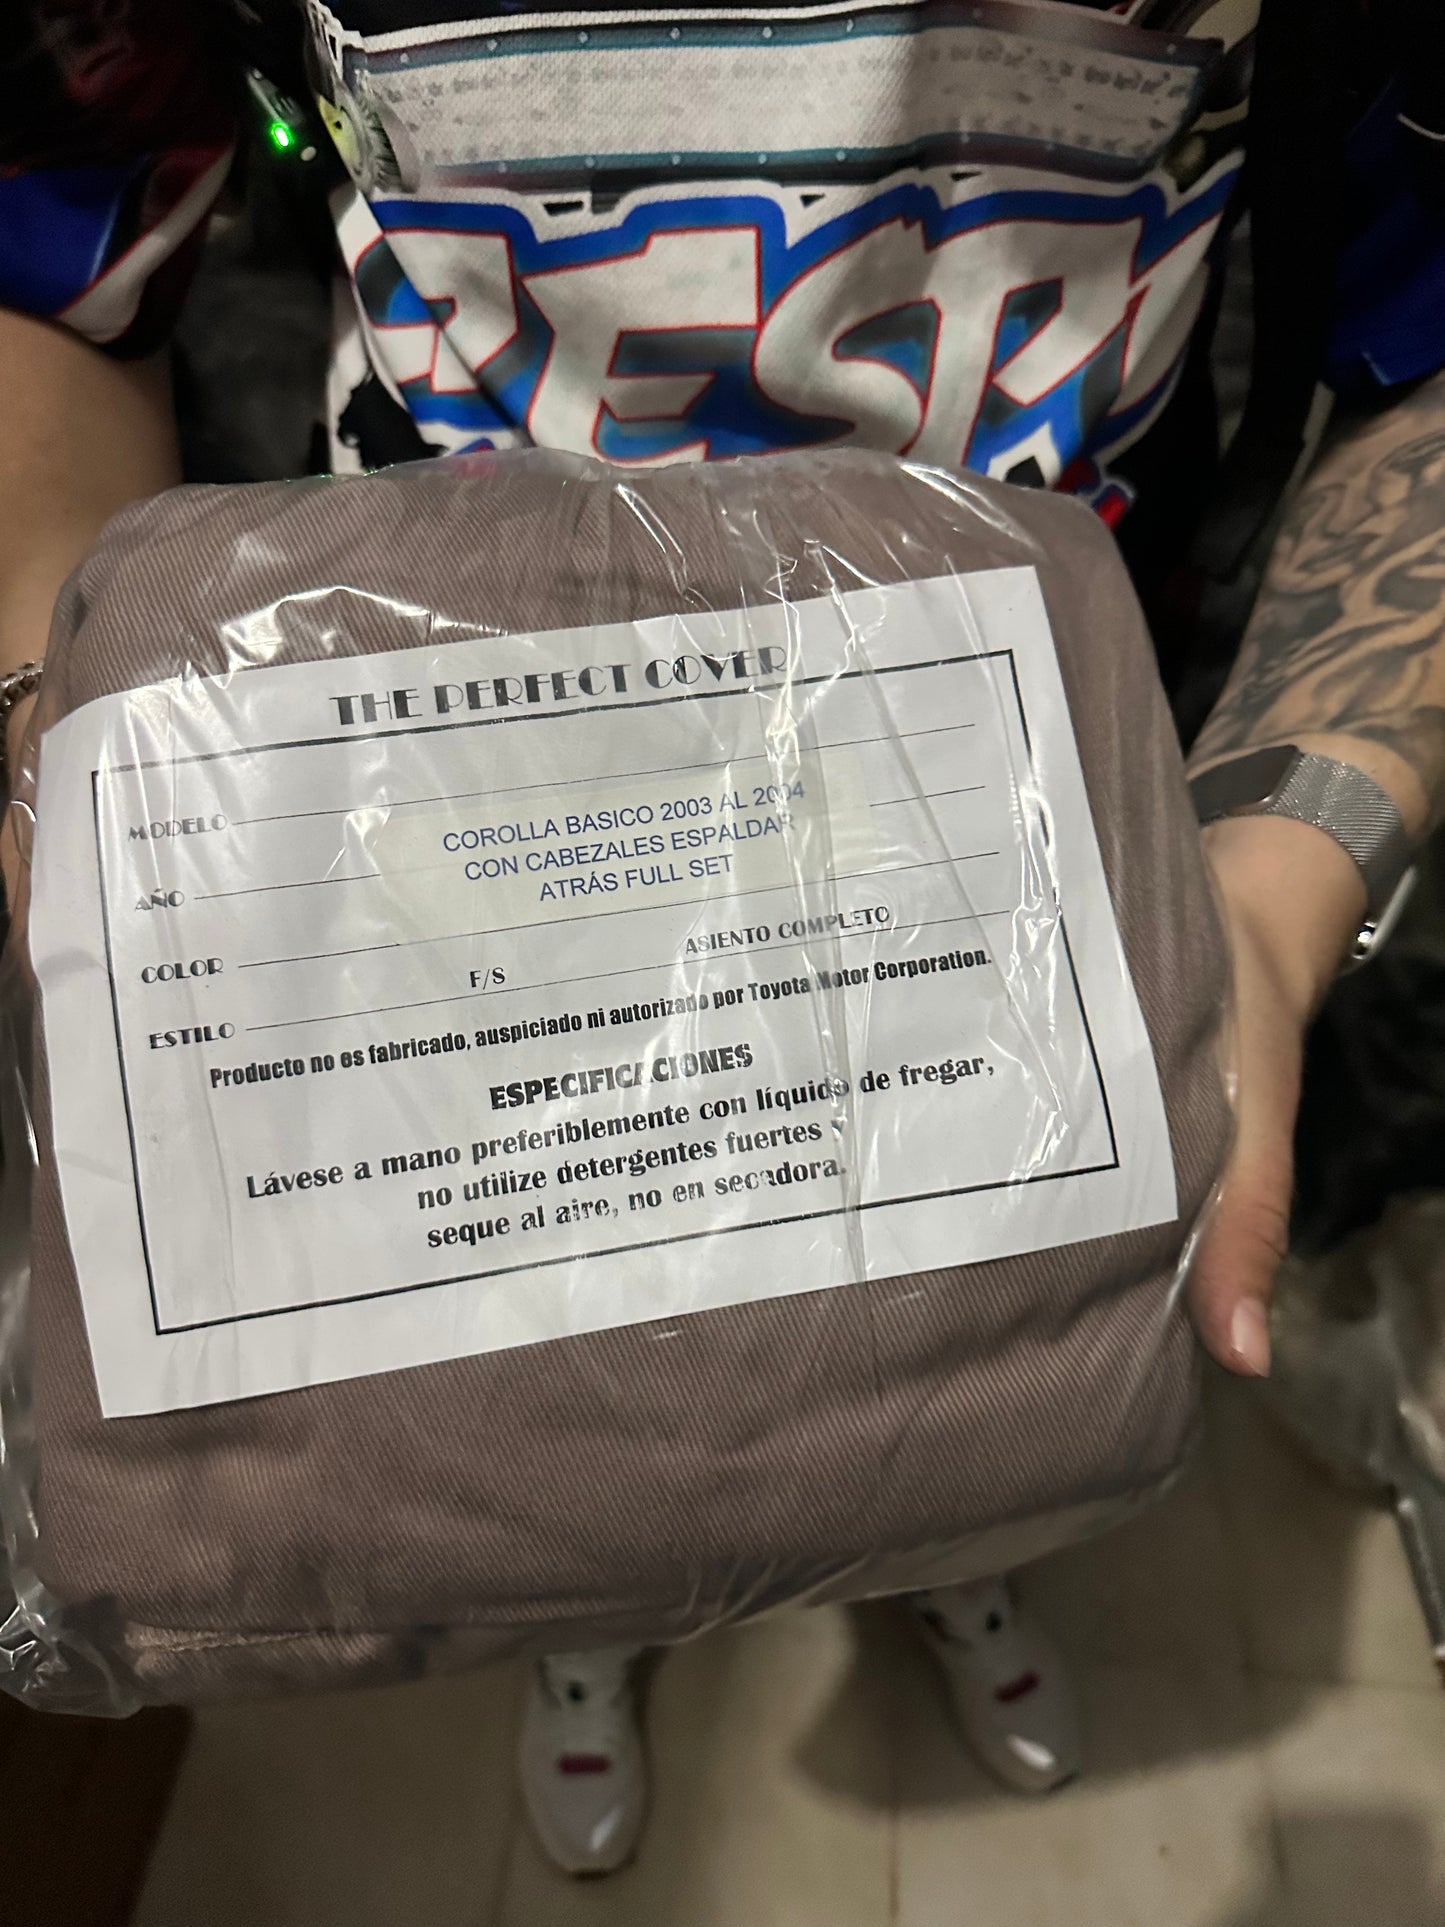 THE PERFECT COVER
MODELO
COROLLA BASICO 2003 AL 2004
CON CABEZALES ESPALDAR
ATRÁS FULL SET
AÑO
COLOR
F/S
ASIENTO COMPLETO
ESTILO
Producto no es fabricado, auspiciado ni autorizado por Toyota Motor Corporation.
ESPECIFICACIONES
Lávese a mano preferiblemente con líquido de fregar,
no utilize detergentes fuertes y
seque al aire, no en secadora.